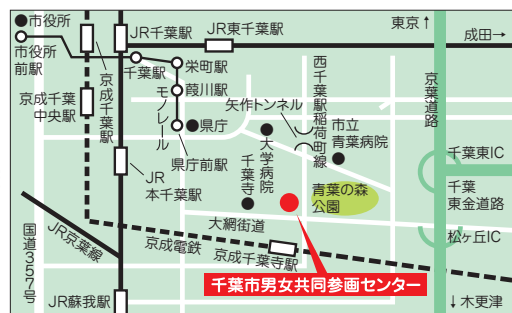 ●市役所
JR千葉駅
JR東千葉駅
東京↑
成田→
市役所
前駅
京成千葉駅
千葉駅
栄町駅
葭川駅
モノレール
京成千葉
中央駅
●県庁
県庁前駅
西千葉駅稲荷町線
矢作トンネル
市立
青葉病院
京葉道路
千葉東IC
大学病院
千葉寺
JR
本千葉駅
青葉の森
公園
千葉
東金道路
大網街道
松ヶ丘IC
国道357号
JR京葉線
京成電鉄
京成千葉寺駅
千葉市男女共同参画センター
JR蘇我駅
↓木更津